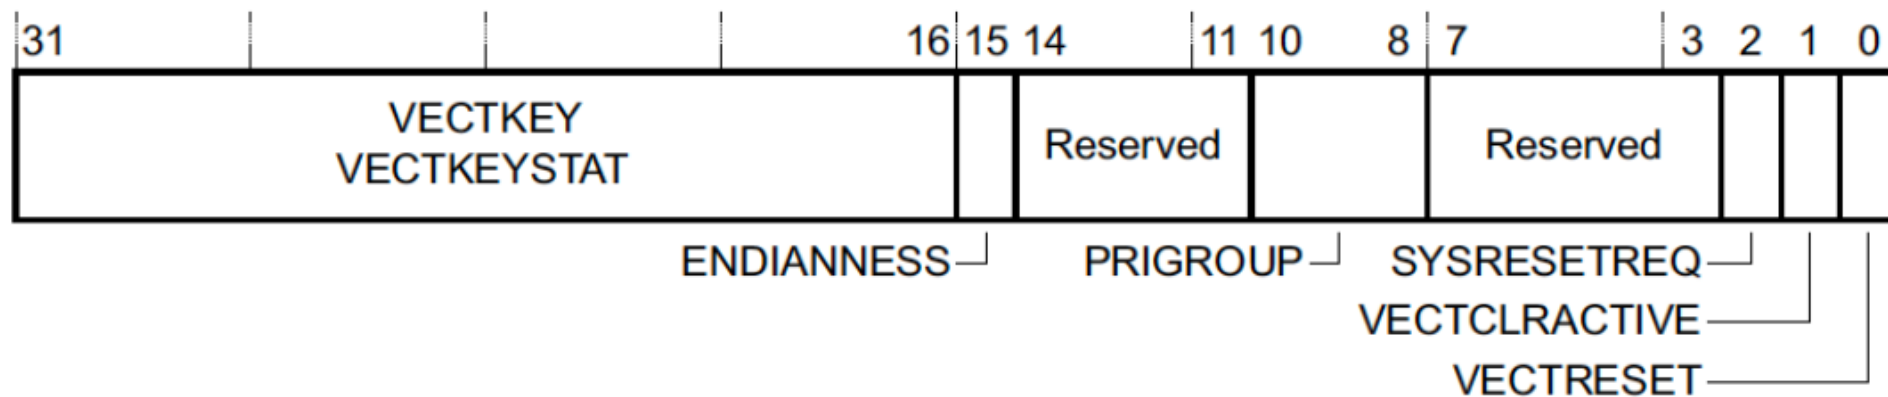 31 16 15 14 11 10 8 7 3 2 1 0
VECTKEY
VECTKEYSTAT
Reserved
Reserved
ENDIANNESS
PRIGROUP
SYSRESETREQ
VECTCLRACTIVE
VECTRESET